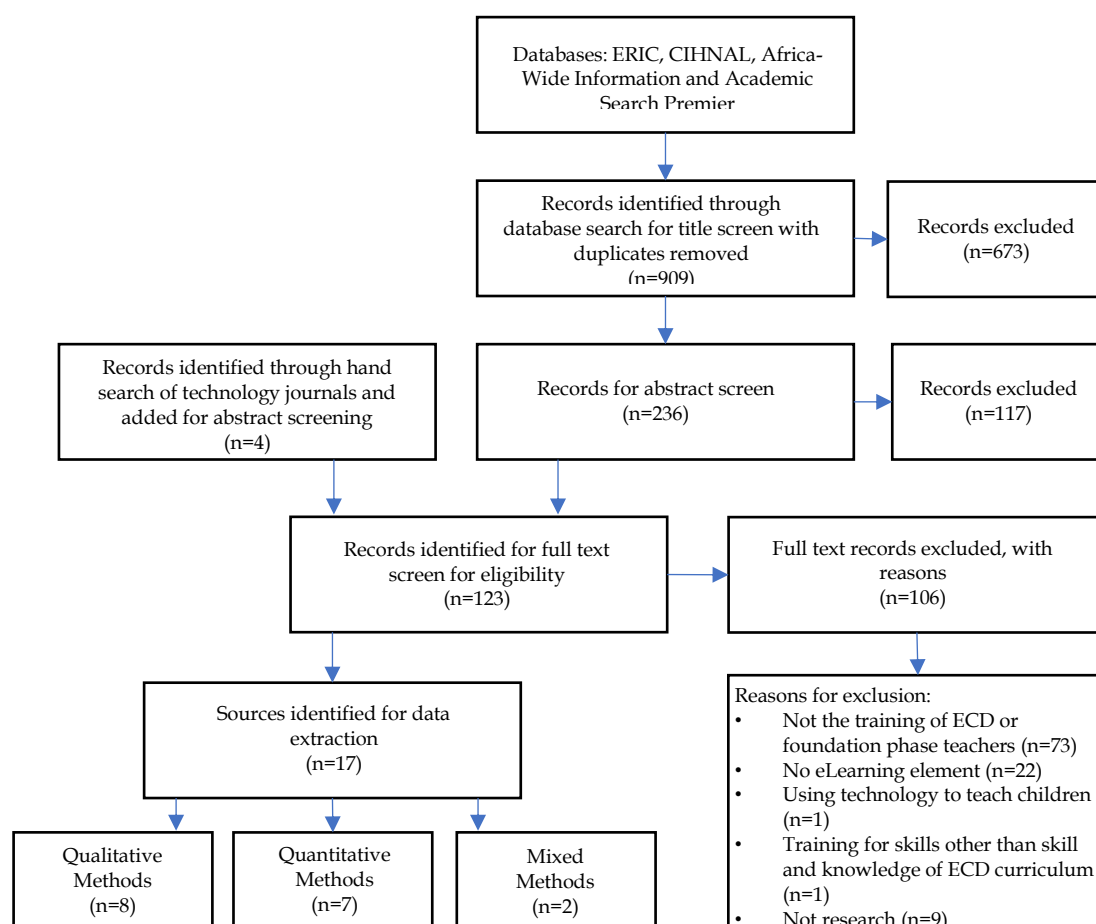 Databases: ERIC, CIHNAL, Africa-
Wide Information and Academic
Search Premier
Records identified through
database search for title screen with
duplicates removed
(n=909)
Records excluded
(n=673)
Records identified through hand
search of technology journals and
added for abstract screening
(n=4)
Records for abstract screen
(n=236)
Records excluded
(n=117)
Records identified for full text
screen for eligibility
(n=123)
Full text records excluded, with
reasons
(n=106)
Sources identified for data
extraction
(n=17)
Reasons for exclusion:
• Not the training of ECD or
foundation phase teachers (n=73)
• No eLearning element (n=22)
• Using technology to teach children
(n=1)
• Training for skills other than skill
and knowledge of ECD curriculum
(n=1)
• Not research (n=9)
Qualitative
Methods
(n=8)
Quantitative
Methods
(n=7)
Mixed
Methods
(n=2)